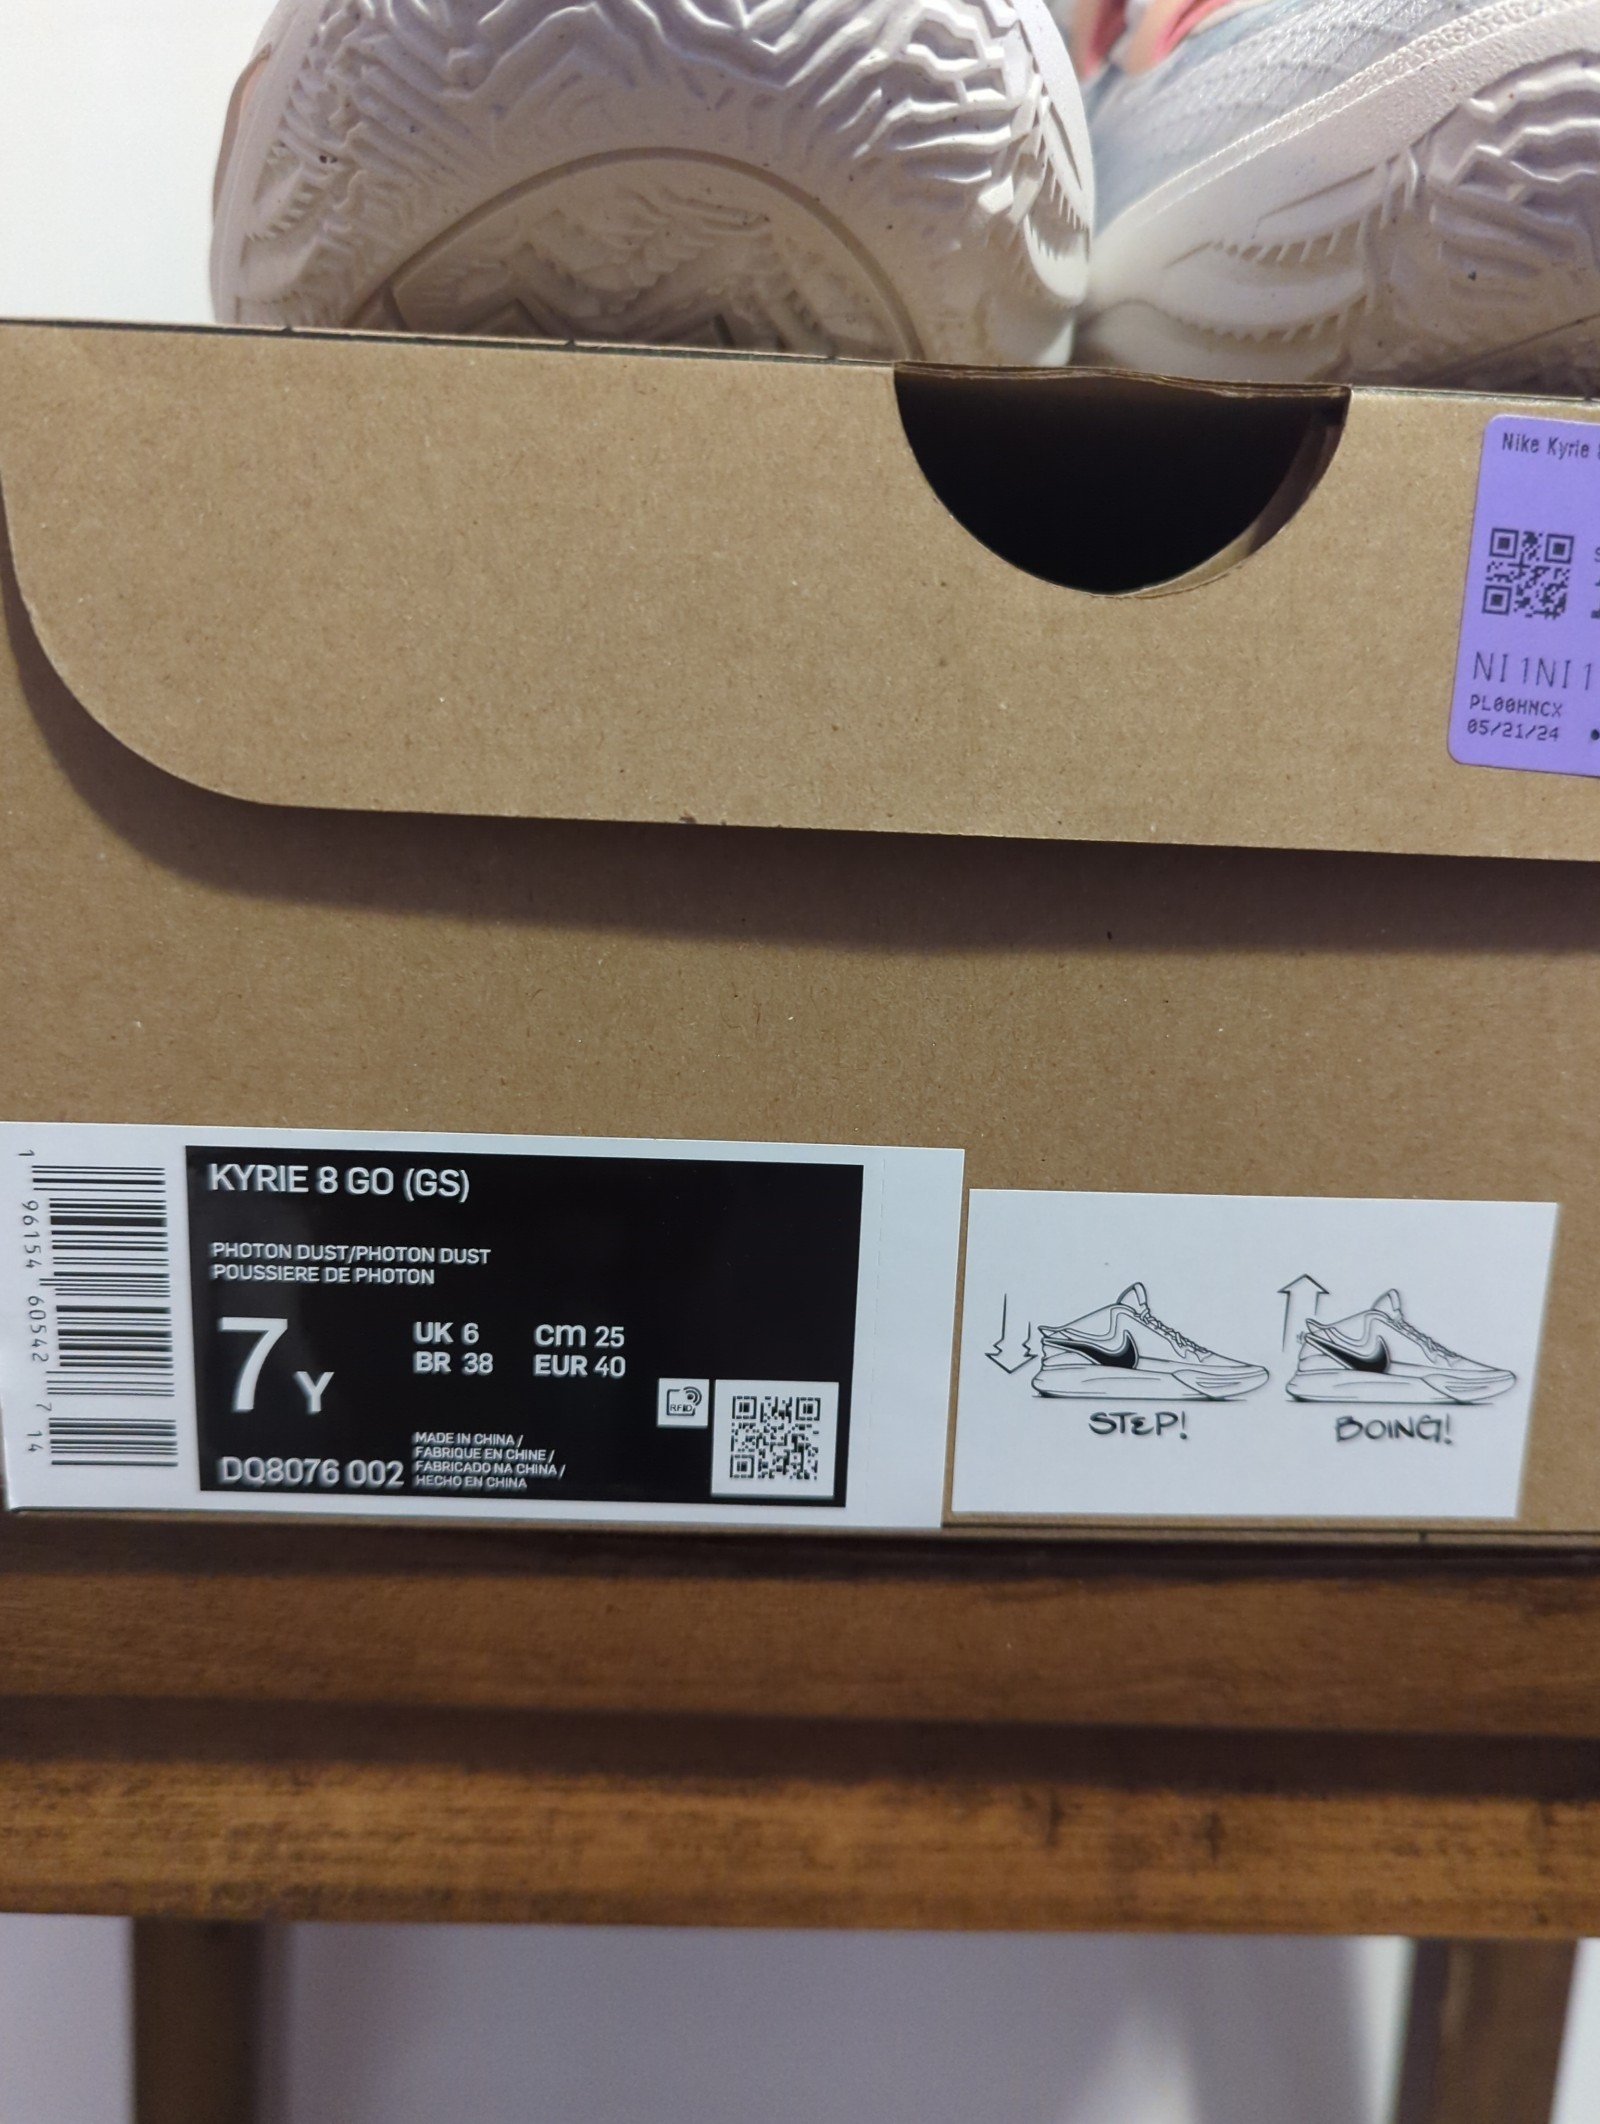 Nike Kyrie
NI1NI1
PL00HMCX
05/21/24
1 96154 60542 7 14
KYRIE 8 GO (GS)
PHOTON DUST/PHOTON DUST
POUSSIERE DE PHOTON
7Y
UK 6 cm 25
BR 38 EUR 40
RFID
DQ8076 002
MADE IN CHINA /
FABRIQUE EN CHINE /
FABRICADO NA CHINA /
HECHO EN CHINA
STEP! BOING!